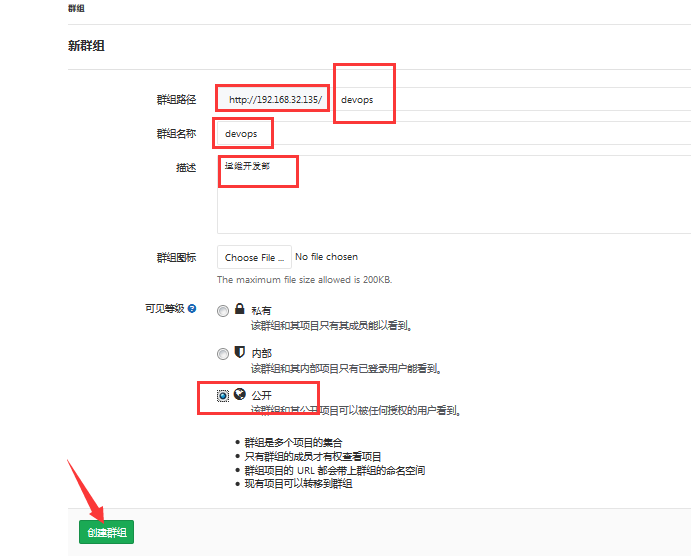 群组
新群组
群组路径 http://192.168.32.135/ devops
群组名称 devops
描述 运维开发部
群组图标 Choose File ... No file chosen
The maximum file size allowed is 200KB.
可见等级 私有
该群组和其项目只有其成员能以看到。
内部
该群组和其内部项目只有已登录用户能看到。
公开
该群组和其公开项目可以被任何授权的用户看到。
群组是多个项目的集合
只有群组的成员才有权查看项目
群组项目的 URL 都会带上群组的命名空间
现有项目可以转移到群组
创建群组